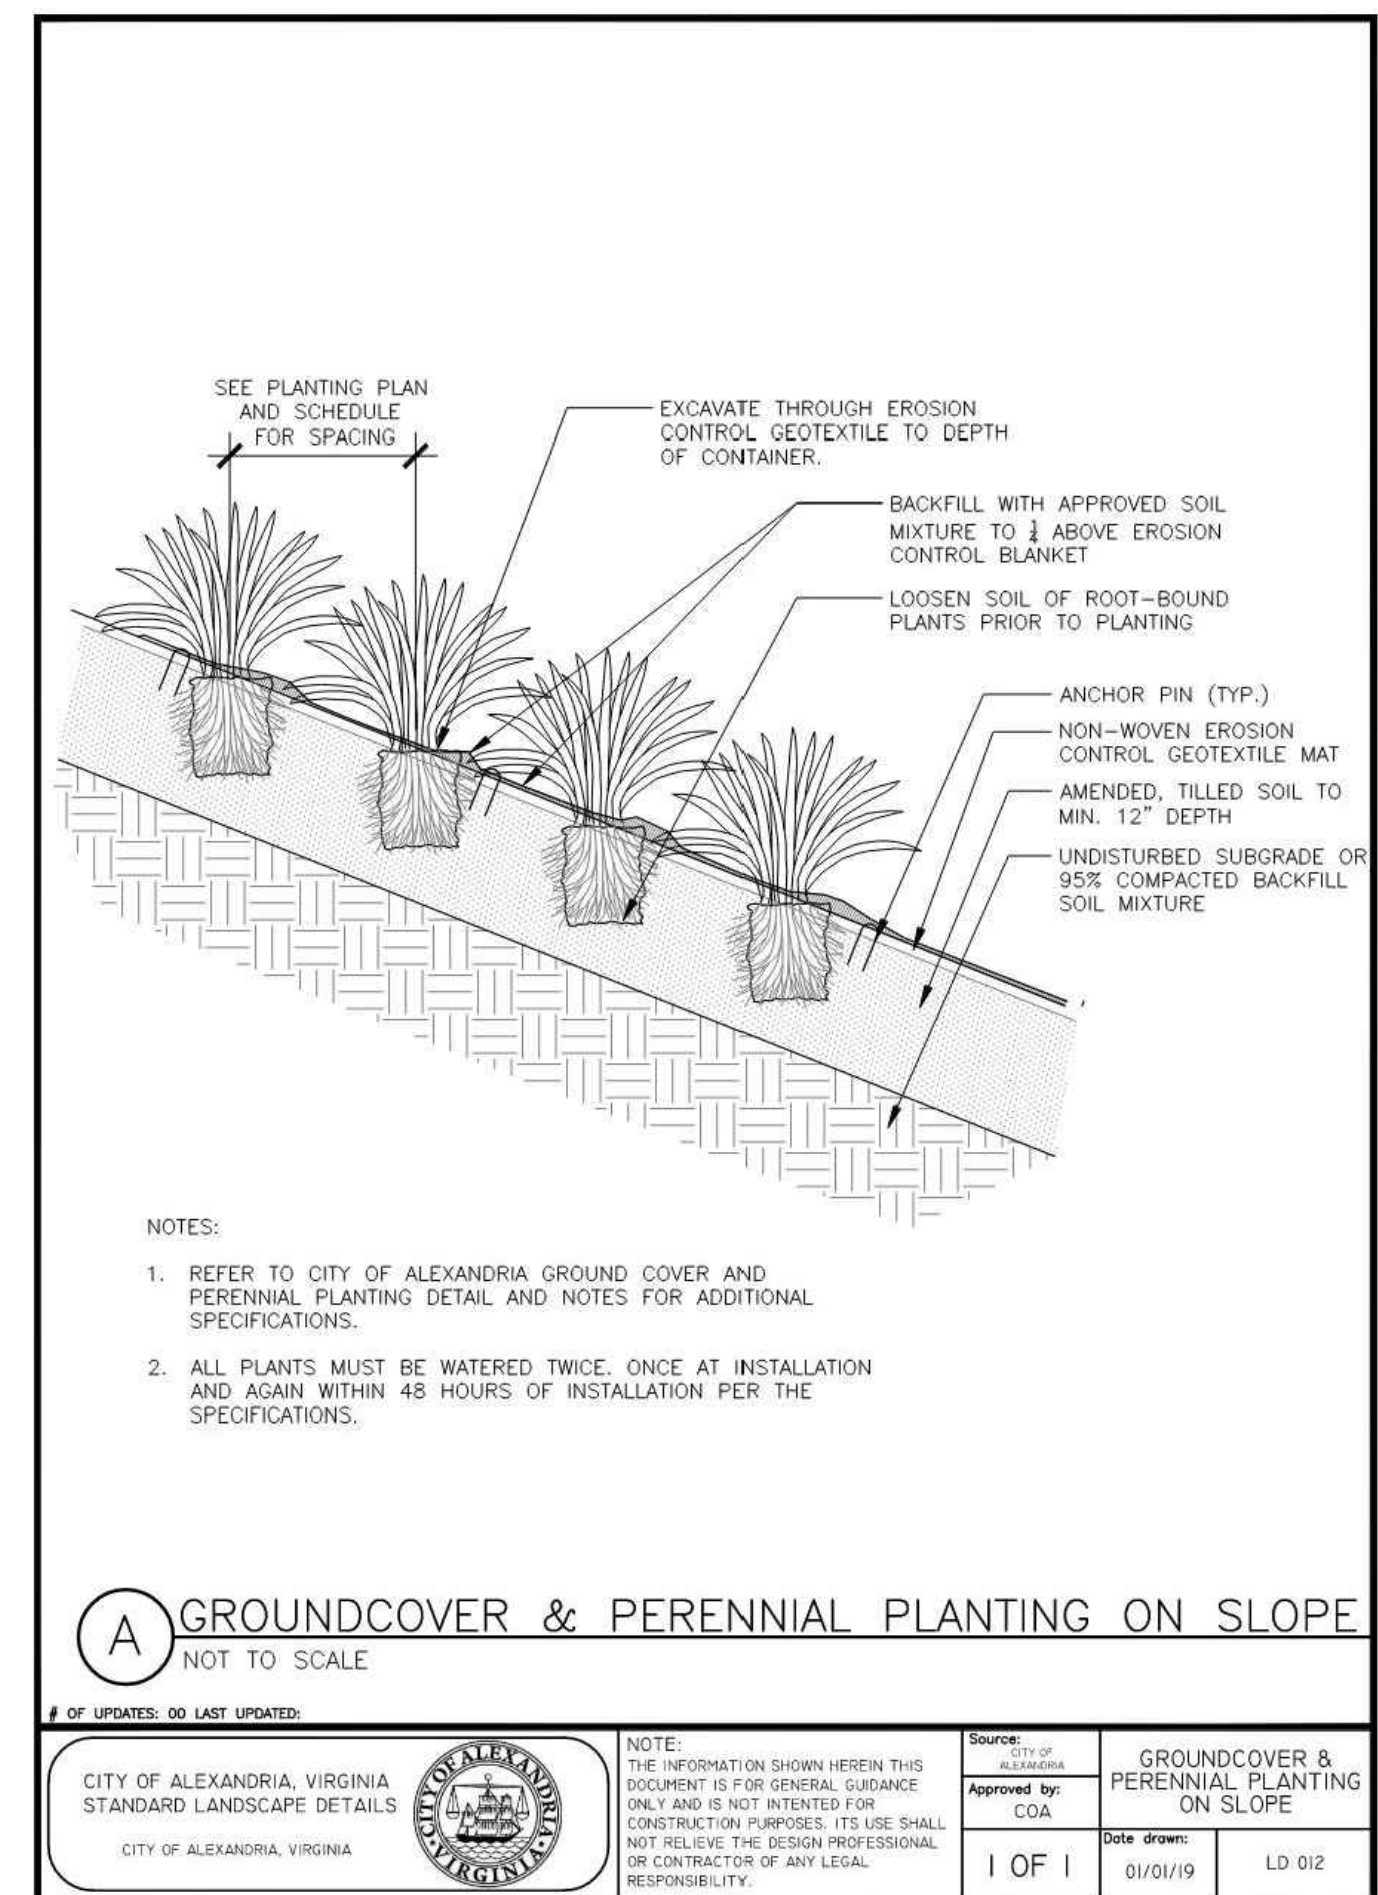 SEE PLANTING PLAN
AND SCHEDULE
FOR SPACING
EXCAVATE THROUGH EROSION
CONTROL GEOTEXTILE TO DEPTH
OF CONTAINER.
BACKFILL WITH APPROVED SOIL
MIXTURE TO ¼ ABOVE EROSION
CONTROL BLANKET
LOOSEN SOIL OF ROOT-BOUND
PLANTS PRIOR TO PLANTING
ANCHOR PIN (TYP.)
NON-WOVEN EROSION
CONTROL GEOTEXTILE MAT
AMENDED, TILLED SOIL TO
MIN. 12" DEPTH
UNDISTURBED SUBGRADE OR
95% COMPACTED BACKFILL
SOIL MIXTURE
NOTES:
1. REFER TO CITY OF ALEXANDRIA GROUND COVER AND
PERENNIAL PLANTING DETAIL AND NOTES FOR ADDITIONAL
SPECIFICATIONS.
2. ALL PLANTS MUST BE WATERED TWICE. ONCE AT INSTALLATION
AND AGAIN WITHIN 48 HOURS OF INSTALLATION PER THE
SPECIFICATIONS.
A
GROUNDCOVER & PERENNIAL PLANTING ON SLOPE
NOT TO SCALE
# OF UPDATES: 00 LAST UPDATED:
CITY OF ALEXANDRIA, VIRGINIA
STANDARD LANDSCAPE DETAILS
CITY OF ALEXANDRIA, VIRGINIA
CITY OF ALEXANDRIA
VIRGINIA
NOTE:
THE INFORMATION SHOWN HEREIN THIS
DOCUMENT IS FOR GENERAL GUIDANCE
ONLY AND IS NOT INTENTED FOR
CONSTRUCTION PURPOSES. ITS USE SHALL
NOT RELIEVE THE DESIGN PROFESSIONAL
OR CONTRACTOR OF ANY LEGAL
RESPONSIBILITY.
Source:
CITY OF
ALEXANDRIA
Approved by:
COA
1 OF 1
GROUNDCOVER &
PERENNIAL PLANTING
ON SLOPE
Date drawn:
01/01/19
LD 012